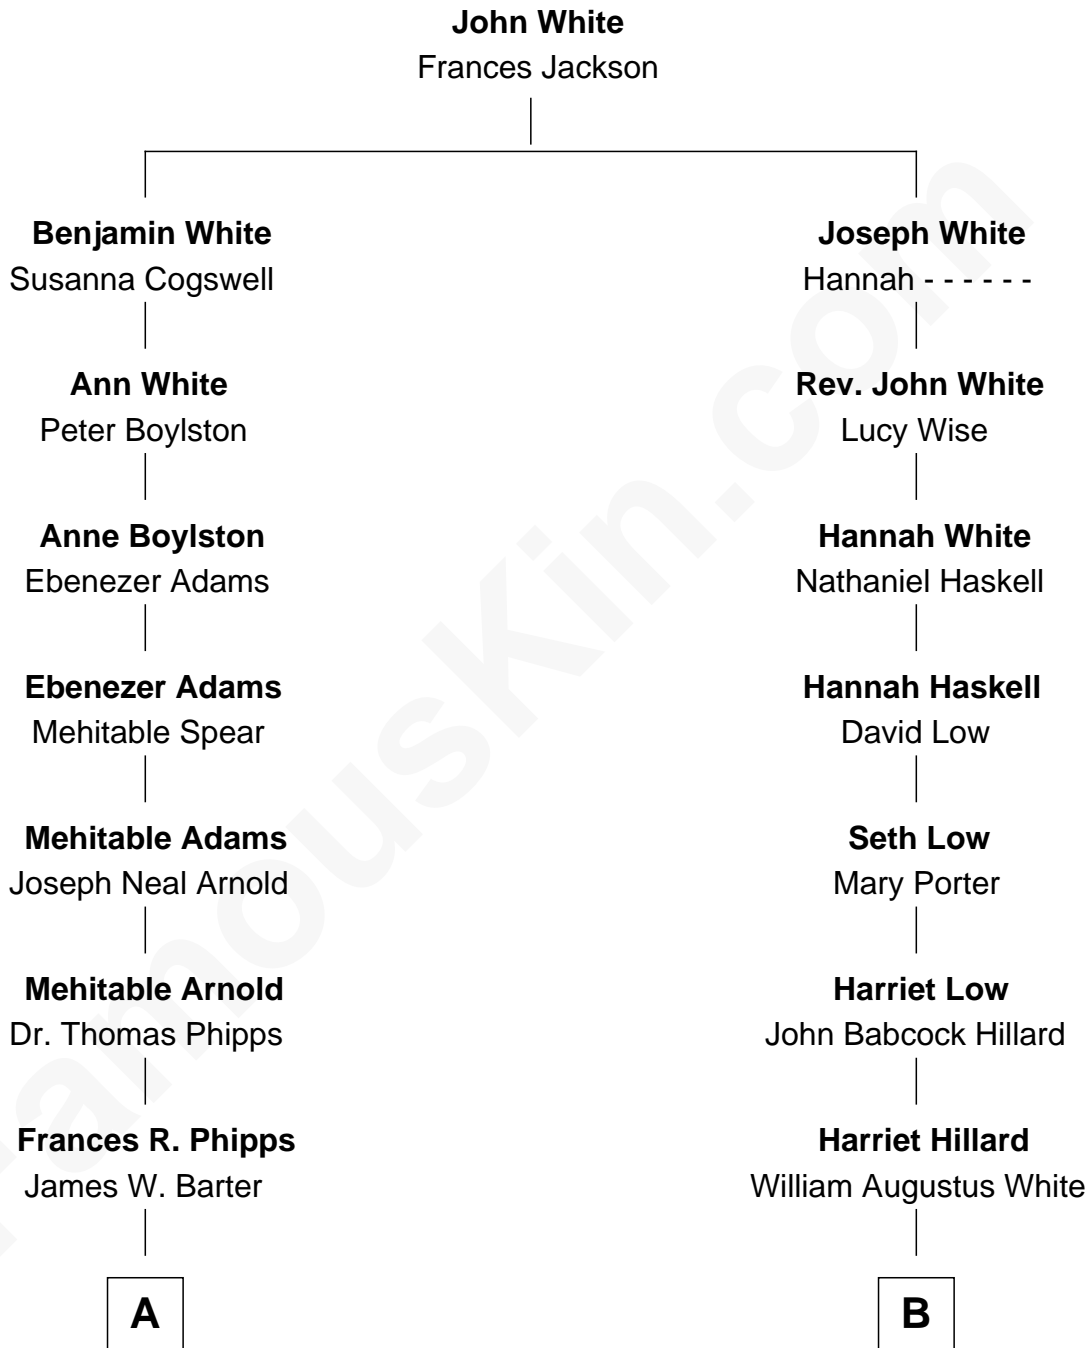 John White
Frances Jackson
Benjamin White
Susanna Cogswell
Ann White
Peter Boylston
Anne Boylston
Ebenezer Adams
Ebenezer Adams
Mehitable Spear
Mehitable Adams
Joseph Neal Arnold
Mehitable Arnold
Dr. Thomas Phipps
Frances R. Phipps
James W. Barter
A
Joseph White
Hannah - - - - - -
Rev. John White
Lucy Wise
Hannah White
Nathaniel Haskell
Hannah Haskell
David Low
Seth Low
Mary Porter
Harriet Low
John Babcock Hillard
Harriet Hillard
William Augustus White
B
FamousKin.com